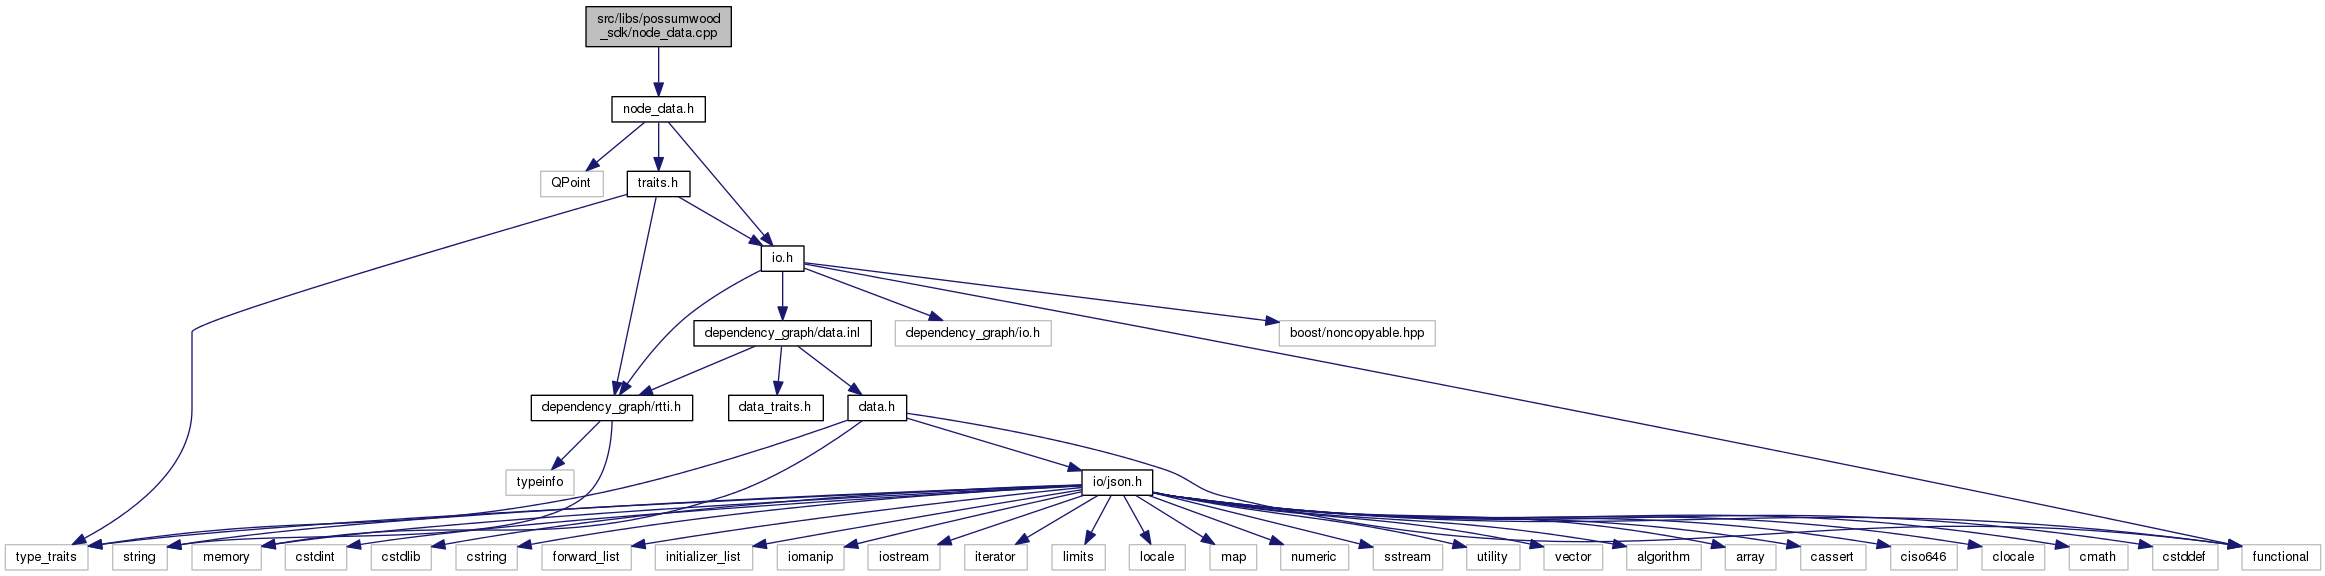 src/libs/possumwood
_sdk/node_data.cpp
node_data.h
QPoint
traits.h
io.h
dependency_graph/data.inl
dependency_graph/io.h
boost/noncopyable.hpp
dependency_graph/rtti.h
data_traits.h
data.h
typeinfo
io/json.h
type_traits
string
memory
cstdint
cstdlib
cstring
forward_list
initializer_list
iomanip
iostream
iterator
limits
locale
map
numeric
sstream
utility
vector
algorithm
array
cassert
ciso646
clocale
cmath
cstddef
functional